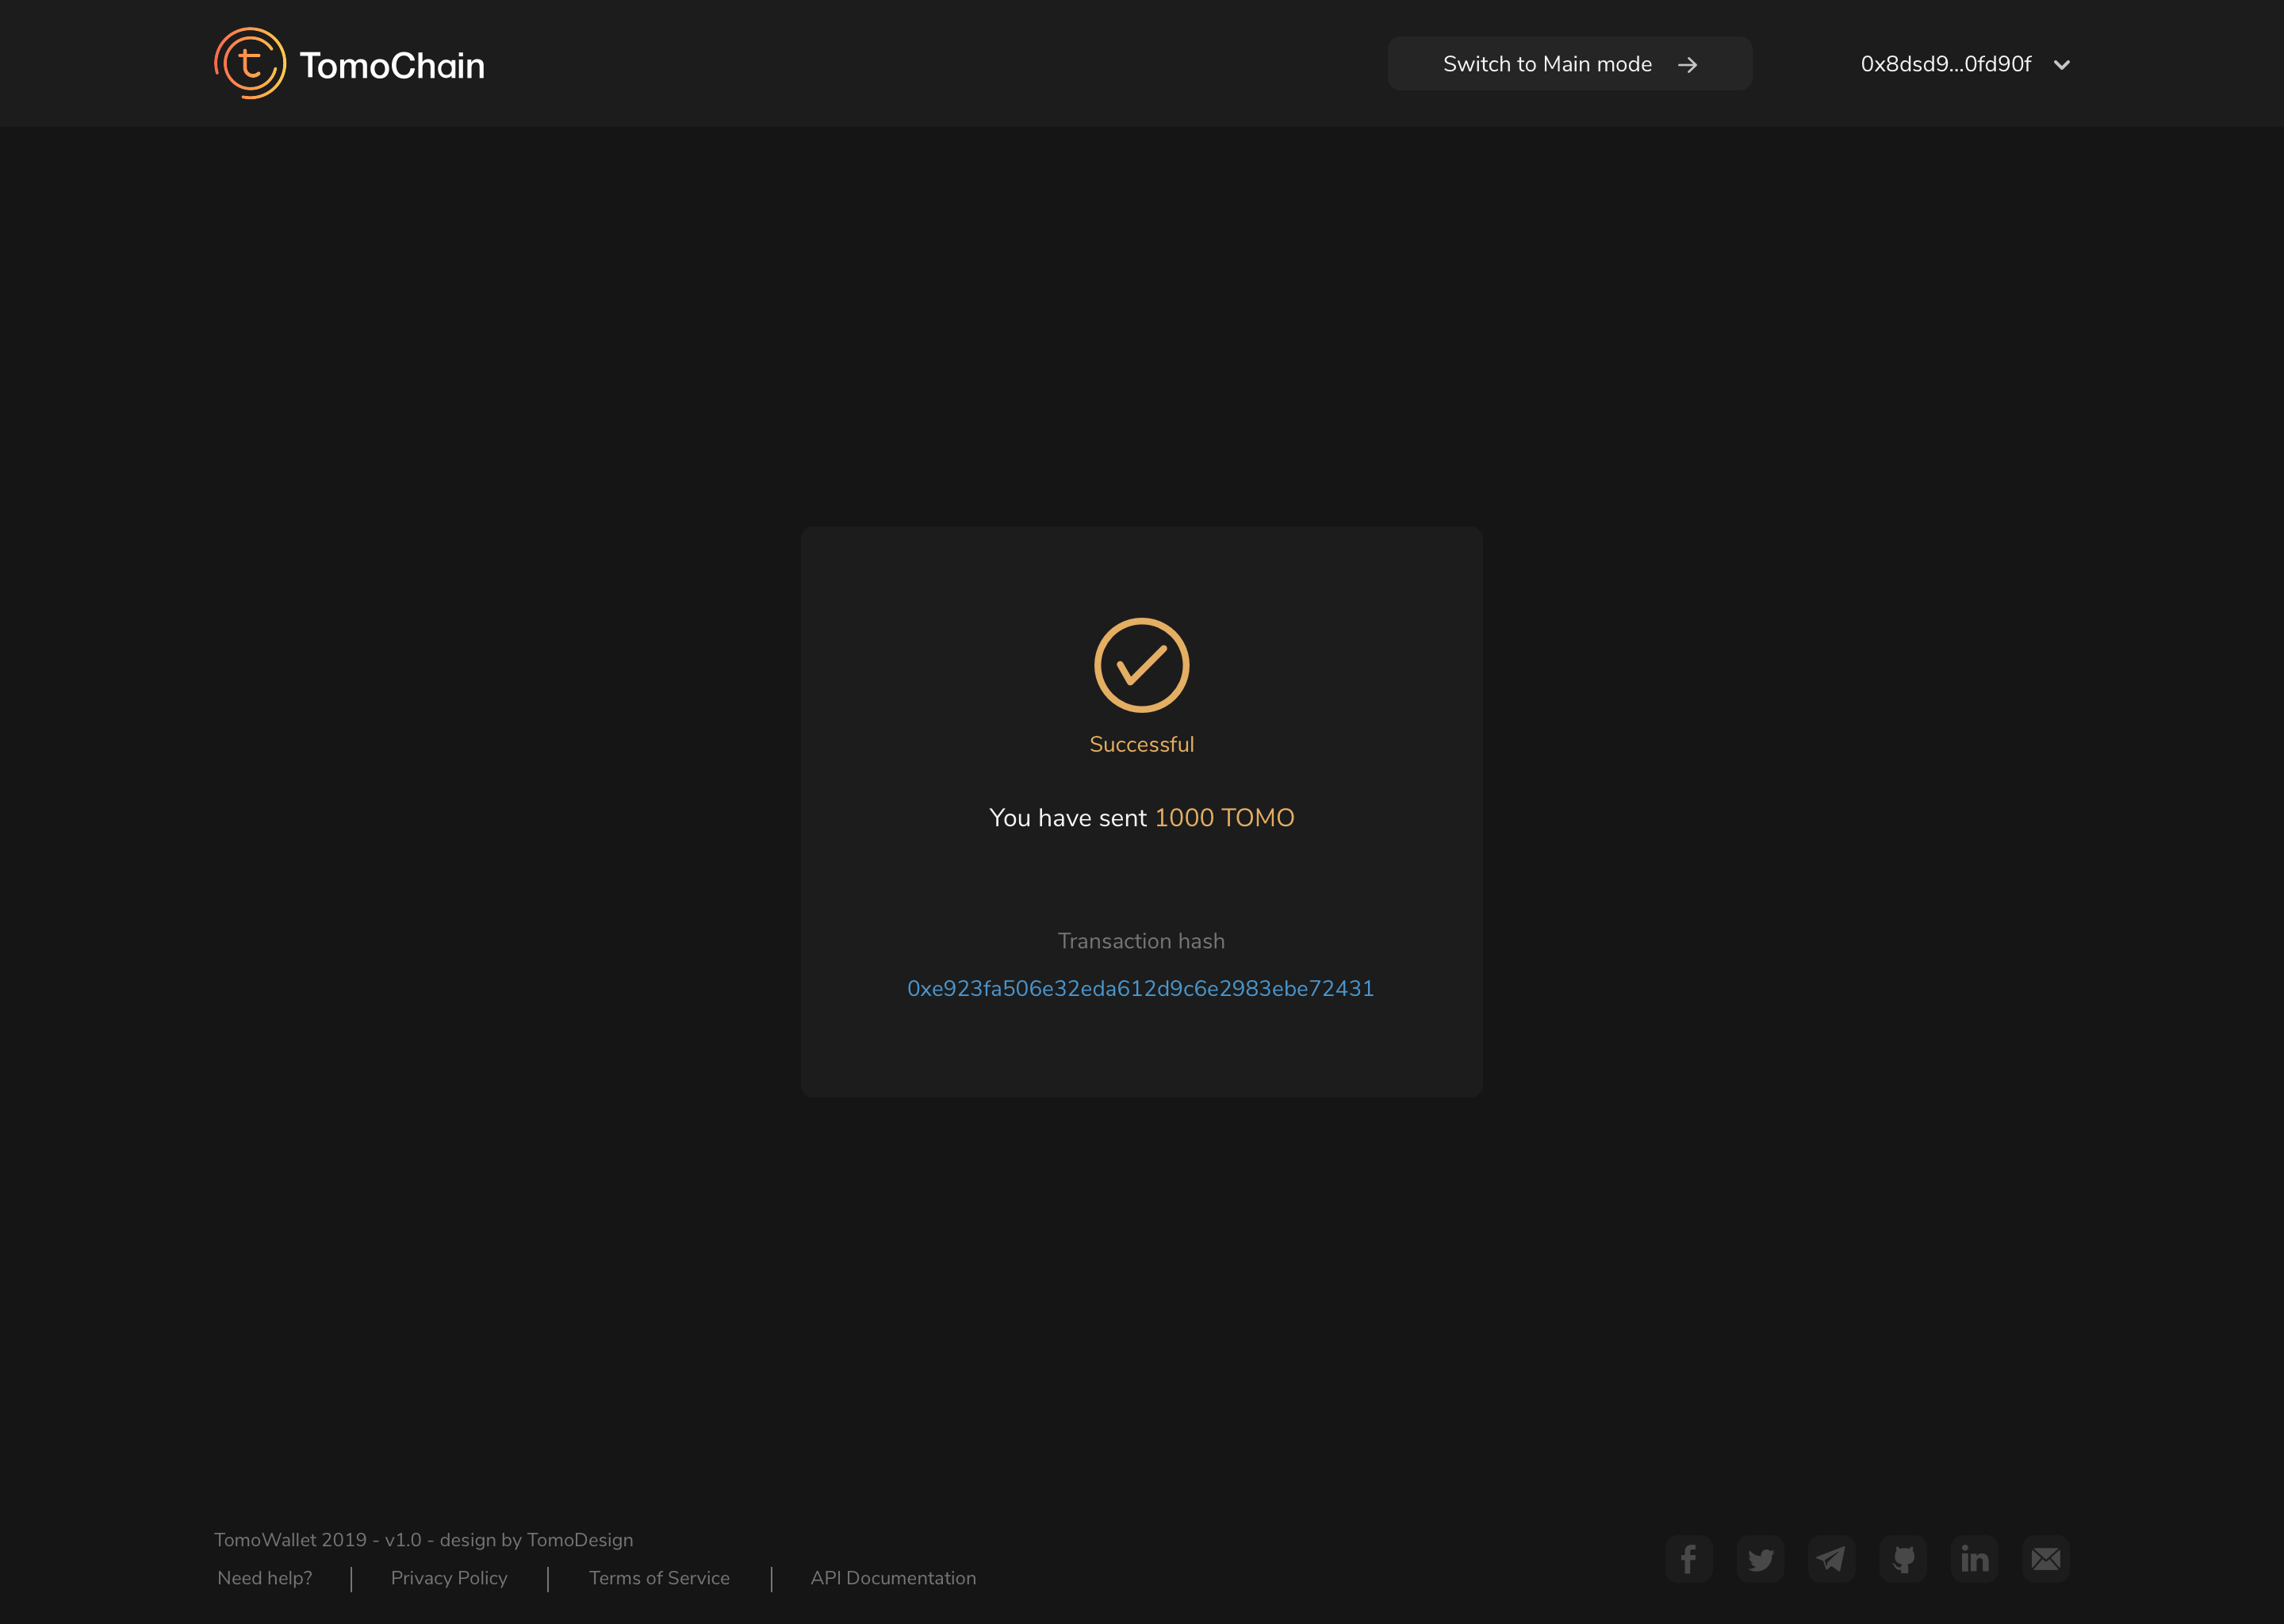 TomoChain
Switch to Main mode
0x8dsd9...0fd90f
Successful
You have sent 1000 TOMO
Transaction hash
0xe923fa506e32eda612d9c6e2983ebe72431
TomoWallet 2019 - v1.0 - design by TomoDesign
Need help? | Privacy Policy | Terms of Service | API Documentation